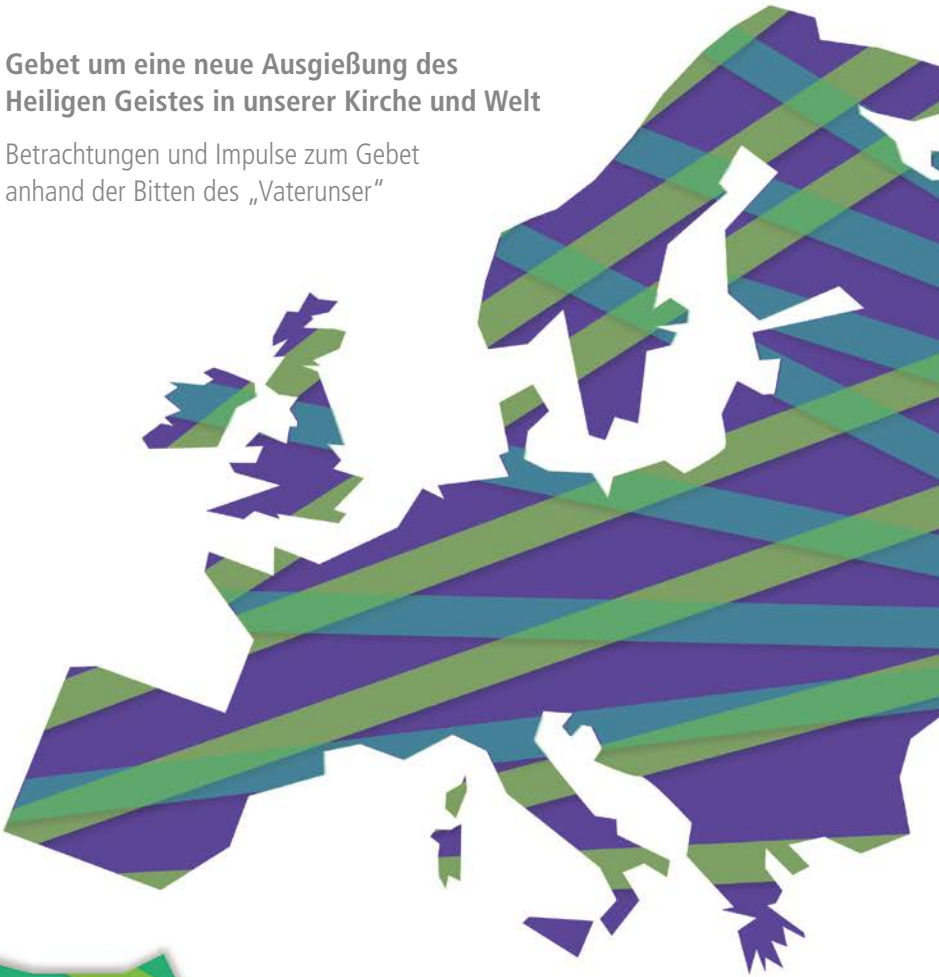 Gebet um eine neue Ausgießung des
Heiligen Geistes in unserer Kirche und Welt
Betrachtungen und Impulse zum Gebet
anhand der Bitten des „Vaterunser“